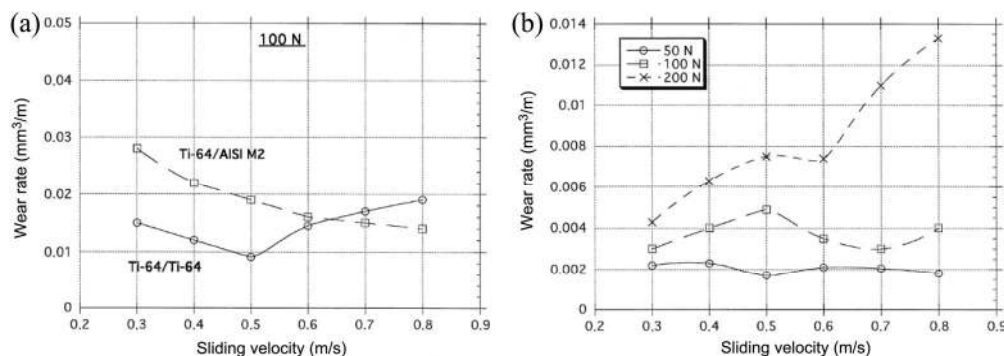 (a)
0.05
100 N
0.04
0.03
Ti-64/AISI M2
0.02
0.01
Ti-64/Ti-64
0
0.2 0.3 0.4 0.5 0.6 0.7 0.8 0.9
Sliding velocity (m/s)
Wear rate (mm³/m)
(b)
0.014
50 N
100 N
200 N
0.012
0.01
0.008
0.006
0.004
0.002
0
0.2 0.3 0.4 0.5 0.6 0.7 0.8 0.9
Sliding velocity (m/s)
Wear rate (mm³/m)